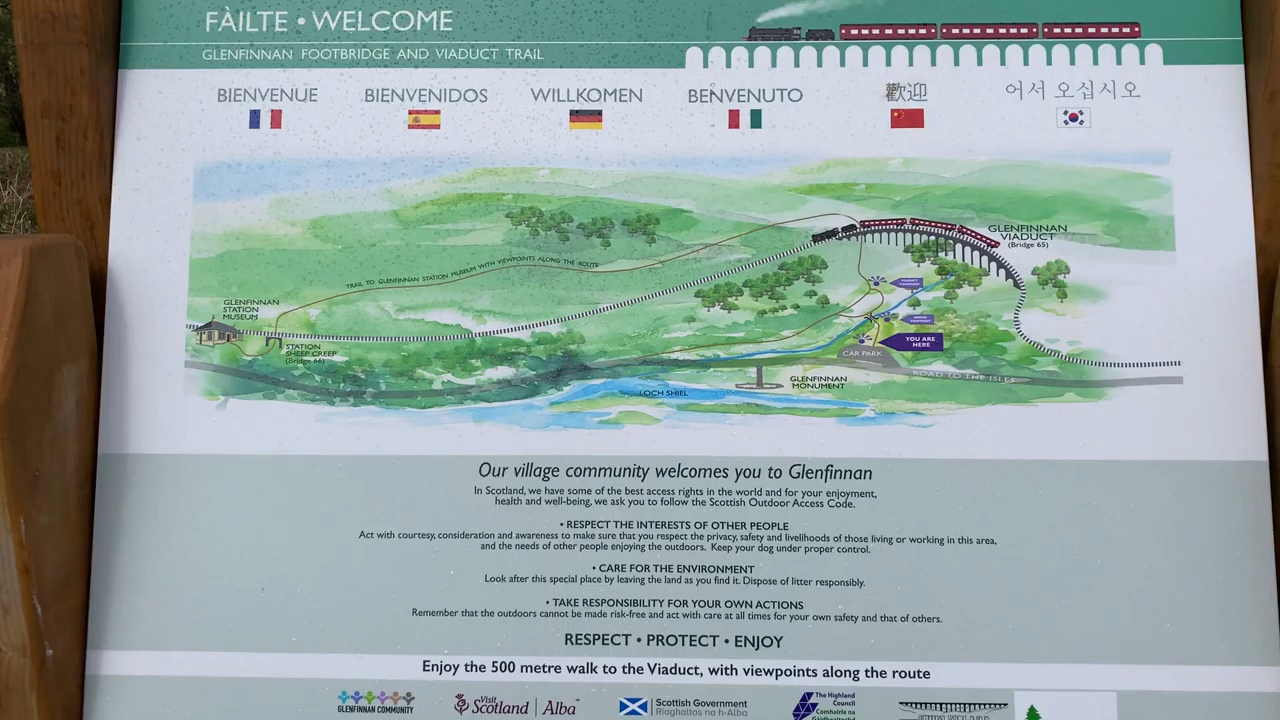 FÀILTE • WELCOME
GLENFINNAN FOOTBRIDGE AND VIADUCT TRAIL
BIENVENUE
BIENVENIDOS
WILLKOMEN
BENVENUTO
歡迎
어서 오십시오
GLENFINNAN
VIADUCT
(Bridge 65)
TRAIL TO GLENFINNAN STATION MUSEUM WITH VIEWPOINTS ALONG THE ROUTE
GLENFINNAN
STATION
MUSEUM
STATION
SHEEP CREEP
(Bridge 66)
VIADUCT
VIEWPOINT
VIEWPOINT
YOU ARE
HERE
CAR PARK
ROAD TO THE ISLES
GLENFINNAN
MONUMENT
LOCH SHIEL
Our village community welcomes you to Glenfinnan
In Scotland, we have some of the best access rights in the world and for your enjoyment,
health and well-being, we ask you to follow the Scottish Outdoor Access Code.
• RESPECT THE INTERESTS OF OTHER PEOPLE
Act with courtesy, consideration and awareness to make sure that you respect the privacy, safety and livelihoods of those living or working in this area,
and the needs of other people enjoying the outdoors. Keep your dog under proper control.
• CARE FOR THE ENVIRONMENT
Look after this special place by leaving the land as you find it. Dispose of litter responsibly.
• TAKE RESPONSIBILITY FOR YOUR OWN ACTIONS
Remember that the outdoors cannot be made risk-free and act with care at all times for your own safety and that of others.
RESPECT • PROTECT • ENJOY
Enjoy the 500 metre walk to the Viaduct, with viewpoints along the route
GLENFINNAN COMMUNITY
Visit
Scotland | Alba™
Scottish Government
Riaghaltas na h-Alba
The Highland
Council
Comhairle na
Gàidhealtachd